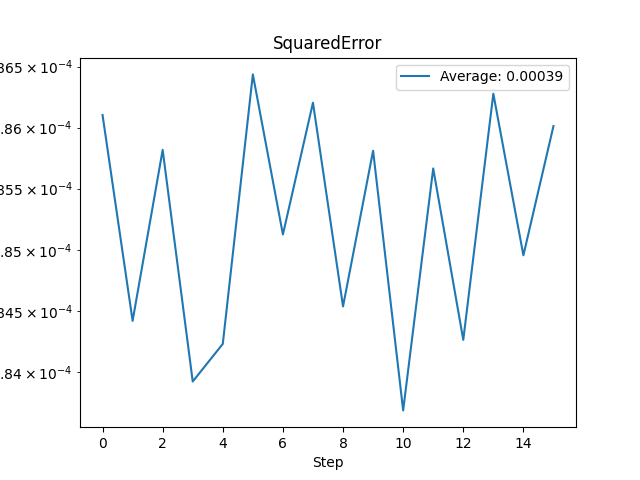 SquaredError
Average: 0.00039
865 × 10⁻⁴
.86 × 10⁻⁴
855 × 10⁻⁴
.85 × 10⁻⁴
845 × 10⁻⁴
.84 × 10⁻⁴
0 2 4 6 8 10 12 14
Step